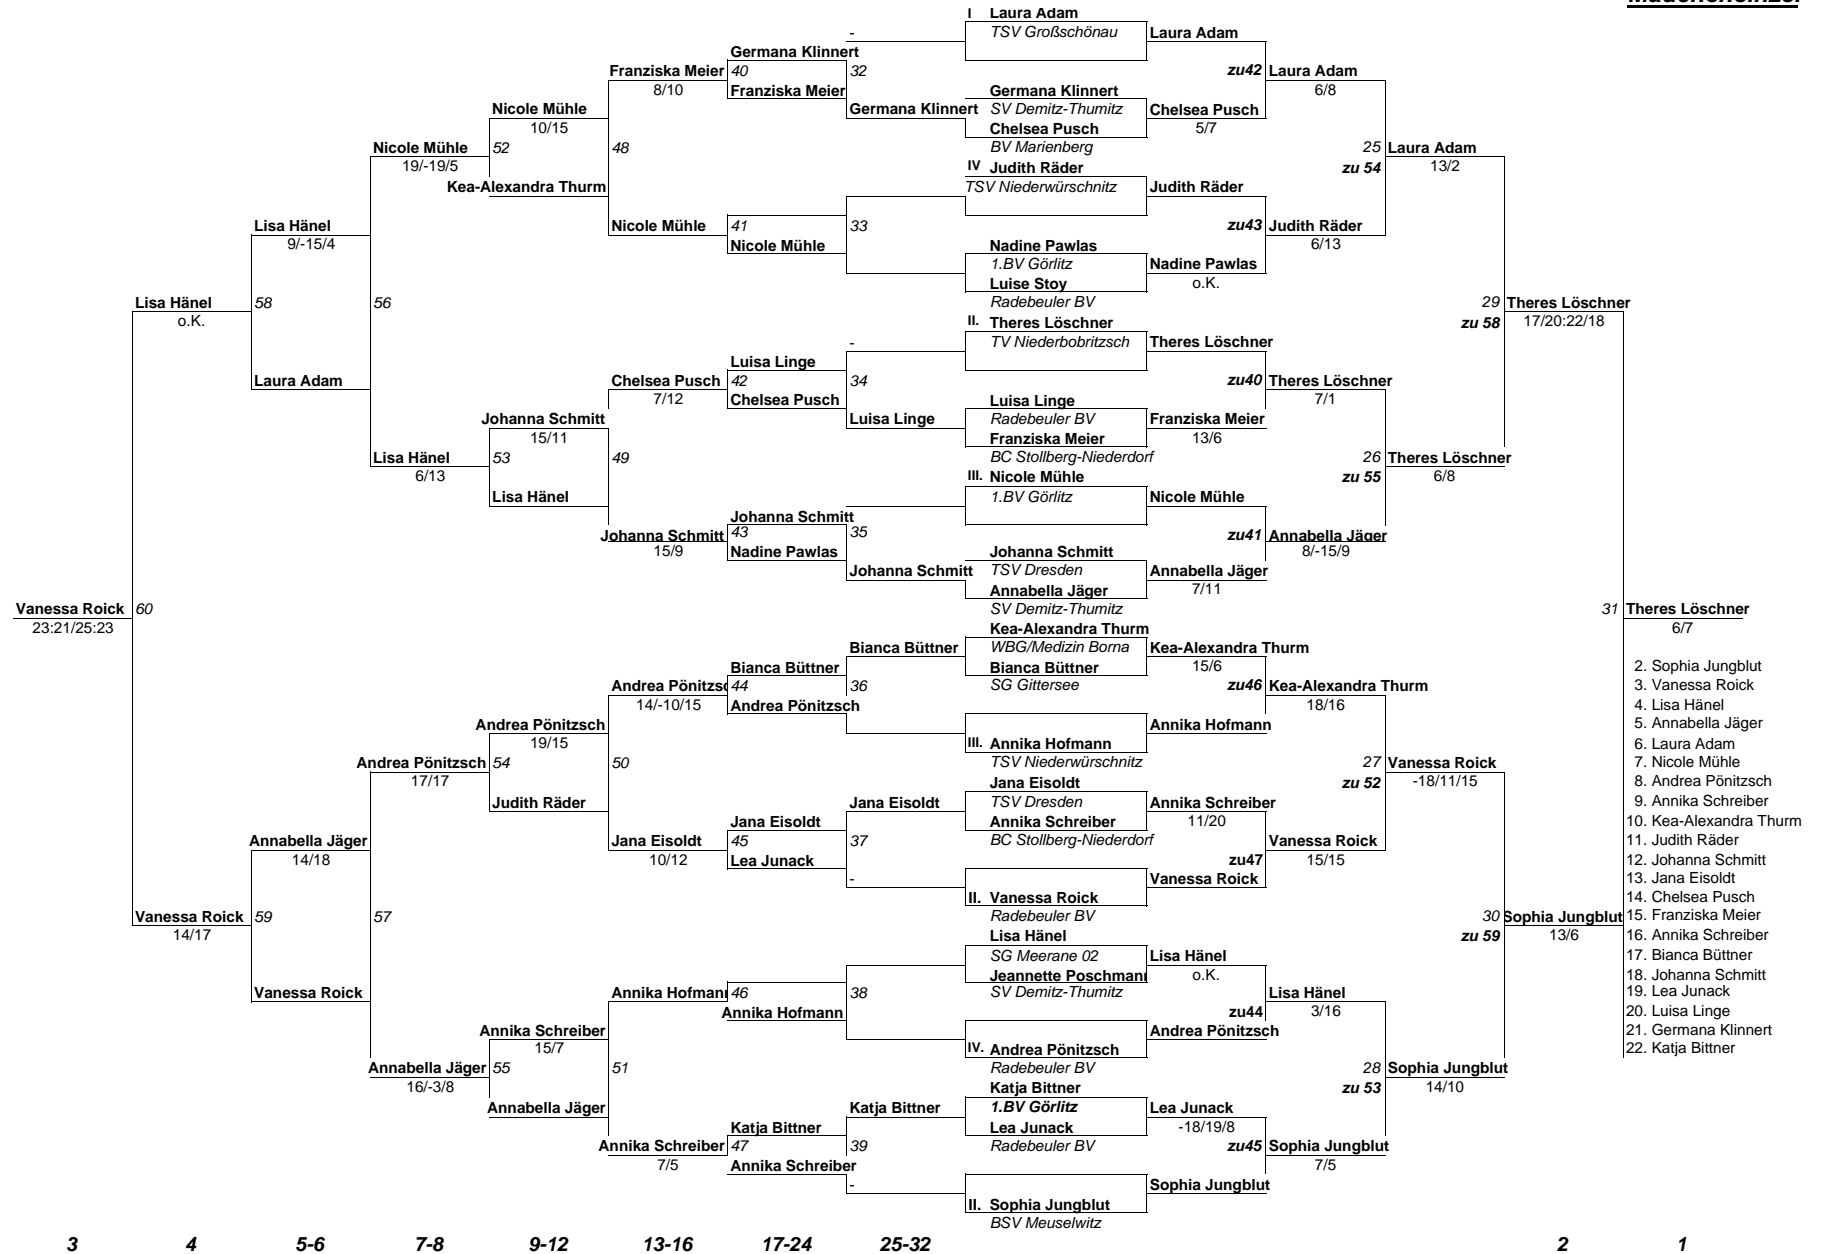 Mädcheneinzel
I Laura Adam
- TSV Großschönau Laura Adam
Germana Klinnert
Franziska Meier 40 32 zu42 Laura Adam
8/10 Franziska Meier Germana Klinnert 6/8
Nicole Mühle Germana Klinnert SV Demitz-Thumitz Chelsea Pusch
10/15 Chelsea Pusch 5/7
Nicole Mühle 52 48 BV Marienberg 25 Laura Adam
19/-19/5 IV Judith Räder zu 54 13/2
Kea-Alexandra Thurm TSV Niederwürschnitz Judith Räder
Lisa Hänel Nicole Mühle 41 33 zu43 Judith Räder
9/-15/4 Nicole Mühle Nadine Pawlas 6/13
1.BV Görlitz Nadine Pawlas
Luise Stoy o.K.
Lisa Hänel 58 56 Radebeuler BV 29 Theres Löschner
o.K. II. Theres Löschner zu 58 17/20:22/18
- TV Niederbobritzsch Theres Löschner
Luisa Linge
Laura Adam Chelsea Pusch 42 34 zu40 Theres Löschner
7/12 Chelsea Pusch Luisa Linge 7/1
Johanna Schmitt Luisa Linge Radebeuler BV Franziska Meier
15/11 Franziska Meier 13/6
Lisa Hänel 53 49 BC Stollberg-Niederdorf 26 Theres Löschner
6/13 III. Nicole Mühle zu 55 6/8
Lisa Hänel 1.BV Görlitz Nicole Mühle
Johanna Schmitt
Johanna Schmitt 43 35 zu41 Annabella Jäger
15/9 Nadine Pawlas Johanna Schmitt 8/-15/9
Johanna Schmitt TSV Dresden Annabella Jäger
Annabella Jäger 7/11
Vanessa Roick 60 SV Demitz-Thumitz 31 Theres Löschner
23:21/25:23 Kea-Alexandra Thurm 6/7
Bianca Büttner WBG/Medizin Borna Kea-Alexandra Thurm
Bianca Büttner Bianca Büttner 15/6 2. Sophia Jungblut
Andrea Pönitzsc 44 36 SG Gittersee zu46 Kea-Alexandra Thurm 3. Vanessa Roick
14/-10/15 Andrea Pönitzsch 18/16 4. Lisa Hänel
Andrea Pönitzsch Annika Hofmann 5. Annabella Jäger
19/15 III. Annika Hofmann 6. Laura Adam
Andrea Pönitzsch 54 50 TSV Niederwürschnitz 27 Vanessa Roick 7. Nicole Mühle
17/17 Jana Eisoldt zu 52 -18/11/15 8. Andrea Pönitzsch
Judith Räder Jana Eisoldt TSV Dresden Annika Schreiber 9. Annika Schreiber
Jana Eisoldt Annika Schreiber 11/20 10. Kea-Alexandra Thurm
Annabella Jäger Jana Eisoldt 45 37 BC Stollberg-Niederdorf Vanessa Roick 11. Judith Räder
14/18 10/12 Lea Junack zu47 15/15 12. Johanna Schmitt
- Vanessa Roick 13. Jana Eisoldt
II. Vanessa Roick 14. Chelsea Pusch
Vanessa Roick 59 57 Radebeuler BV 30 Sophia Jungblut 15. Franziska Meier
14/17 Lisa Hänel zu 59 13/6 16. Annika Schreiber
SG Meerane 02 Lisa Hänel 17. Bianca Büttner
Jeannette Poschmann o.K. 18. Johanna Schmitt
Vanessa Roick Annika Hofmann 46 38 SV Demitz-Thumitz Lisa Hänel 19. Lea Junack
Annika Hofmann zu44 3/16 20. Luisa Linge
Annika Schreiber Andrea Pönitzsch 21. Germana Klinnert
15/7 IV. Andrea Pönitzsch 22. Katja Bittner
Annabella Jäger 55 51 Radebeuler BV 28 Sophia Jungblut
16/-3/8 Katja Bittner zu 53 14/10
Annabella Jäger Katja Bittner 1.BV Görlitz Lea Junack
Katja Bittner Lea Junack -18/19/8
Annika Schreiber 47 39 Radebeuler BV zu45 Sophia Jungblut
7/5 Annika Schreiber 7/5
- Sophia Jungblut
II. Sophia Jungblut
BSV Meuselwitz
3 4 5-6 7-8 9-12 13-16 17-24 25-32 2 1